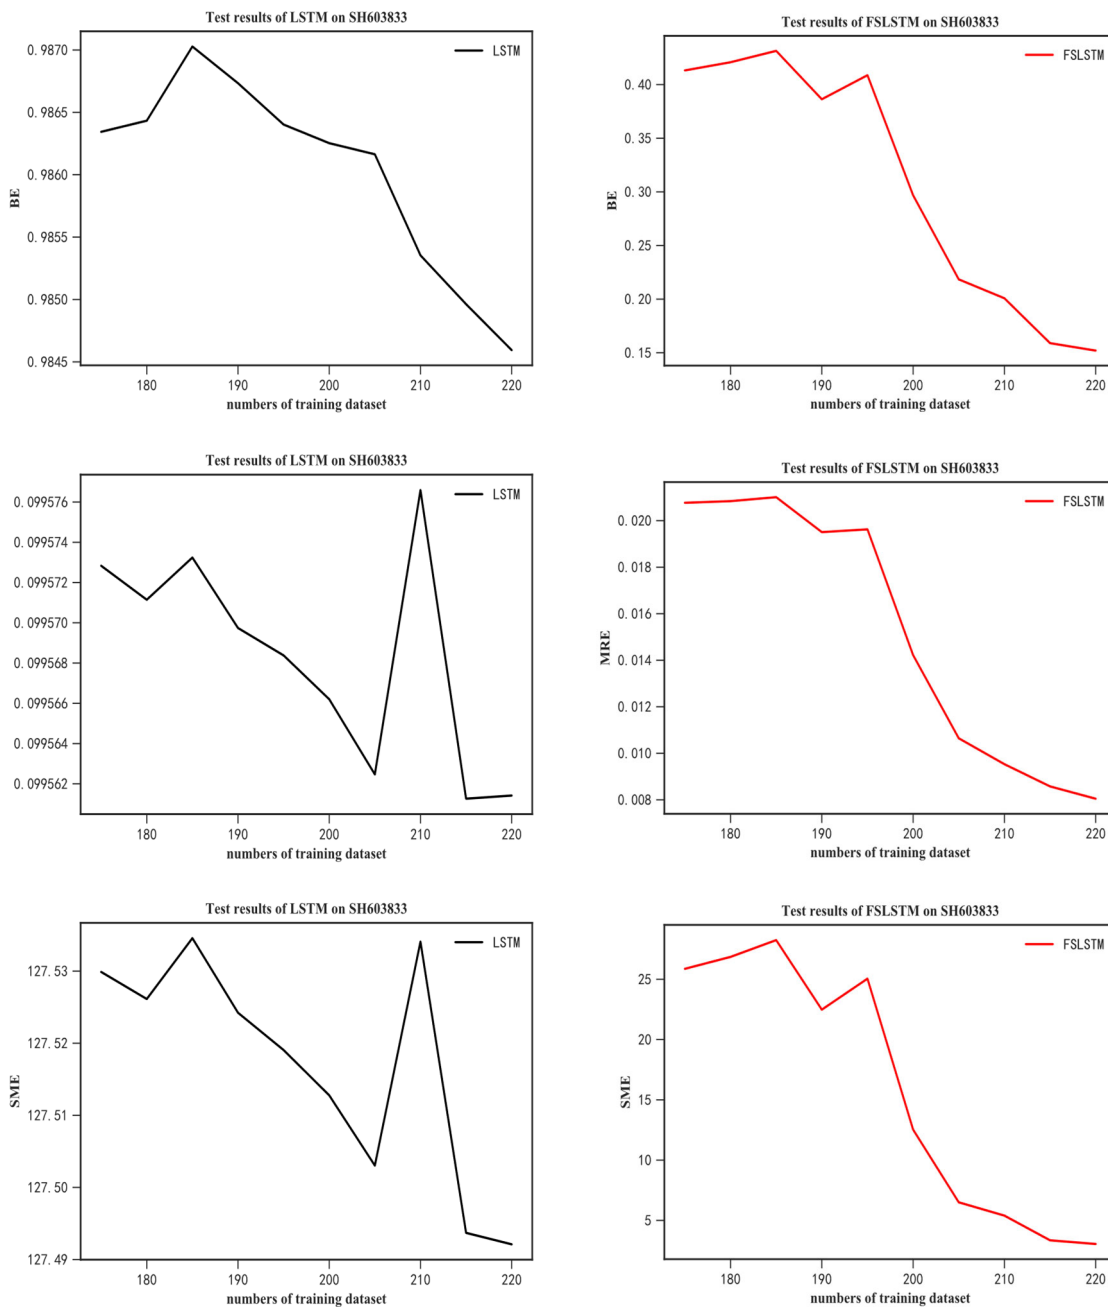 Test results of LSTM on SH603833
LSTM
0.9870
0.9865
0.9860
0.9855
0.9850
0.9845
BE
180 190 200 210 220
numbers of training dataset
Test results of FSLSTM on SH603833
FSLSTM
0.40
0.35
0.30
0.25
0.20
0.15
BE
180 190 200 210 220
numbers of training dataset
Test results of LSTM on SH603833
LSTM
0.099576
0.099574
0.099572
0.099570
0.099568
0.099566
0.099564
0.099562
180 190 200 210 220
numbers of training dataset
Test results of FSLSTM on SH603833
FSLSTM
0.020
0.018
0.016
0.014
0.012
0.010
0.008
MRE
180 190 200 210 220
numbers of training dataset
Test results of LSTM on SH603833
LSTM
127.53
127.52
127.51
127.50
127.49
SME
180 190 200 210 220
numbers of training dataset
Test results of FSLSTM on SH603833
FSLSTM
25
20
15
10
5
SME
180 190 200 210 220
numbers of training dataset